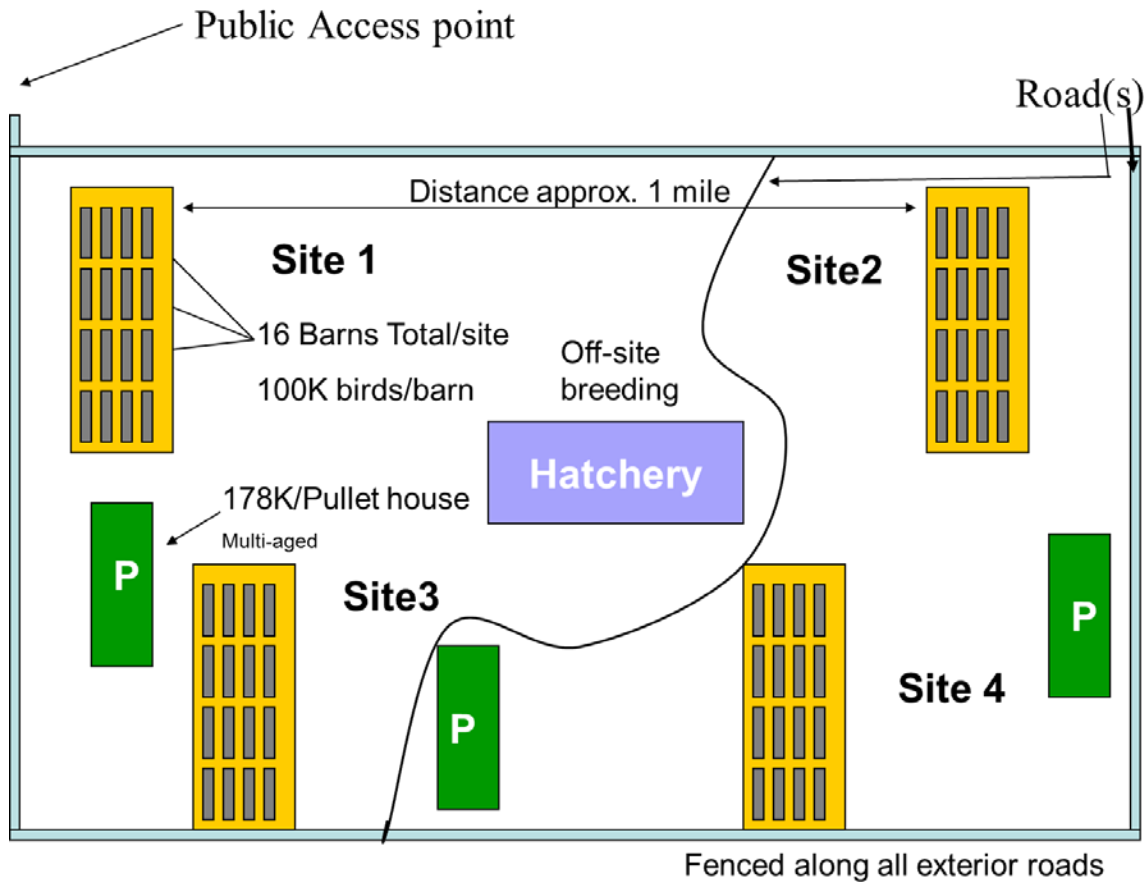 Public Access point
Road(s)
Distance approx. 1 mile
Site 1
Site2
16 Barns Total/site
100K birds/barn
Off-site
breeding
Hatchery
178K/Pullet house
Multi-aged
P
P
Site3
Site 4
P
Fenced along all exterior roads